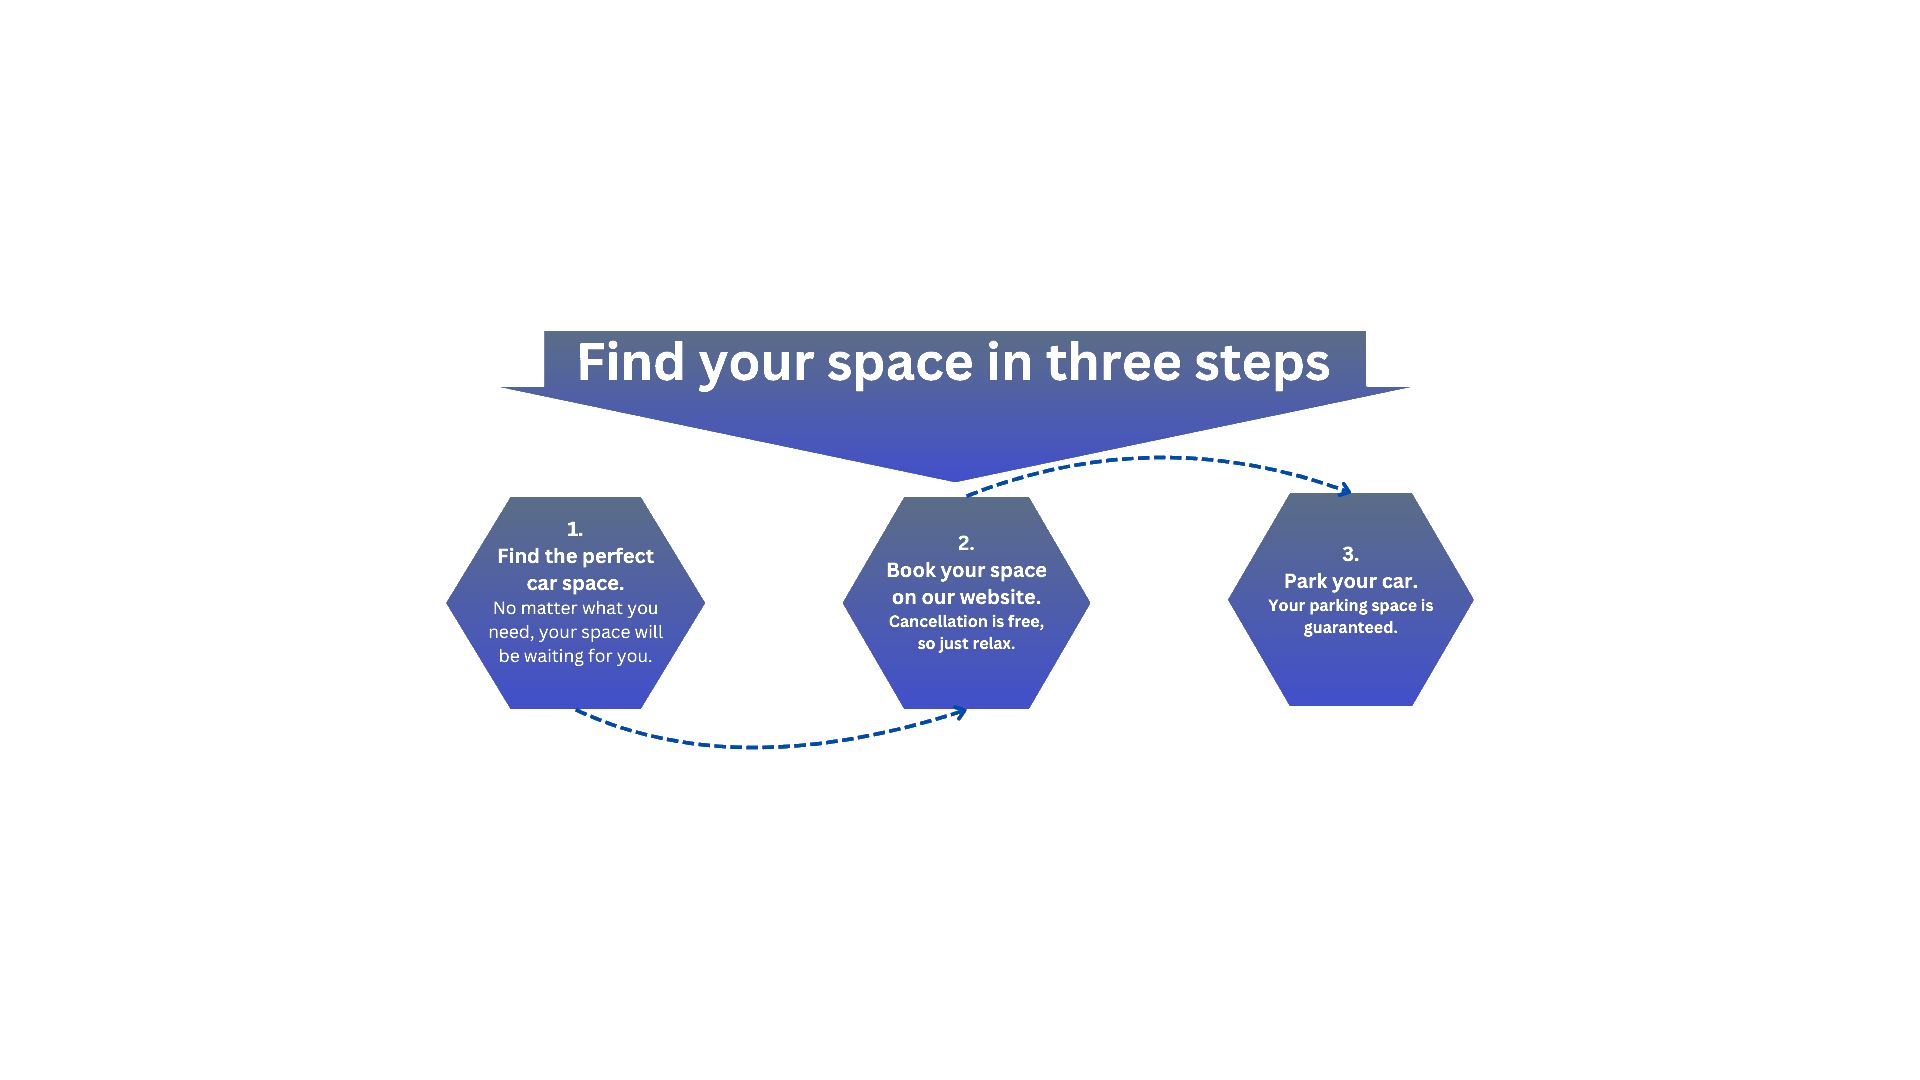 Find your space in three steps
1.
Find the perfect
car space.
No matter what you
need, your space will
be waiting for you.
2.
Book your space
on our website.
Cancellation is free,
so just relax.
3.
Park your car.
Your parking space is
guaranteed.